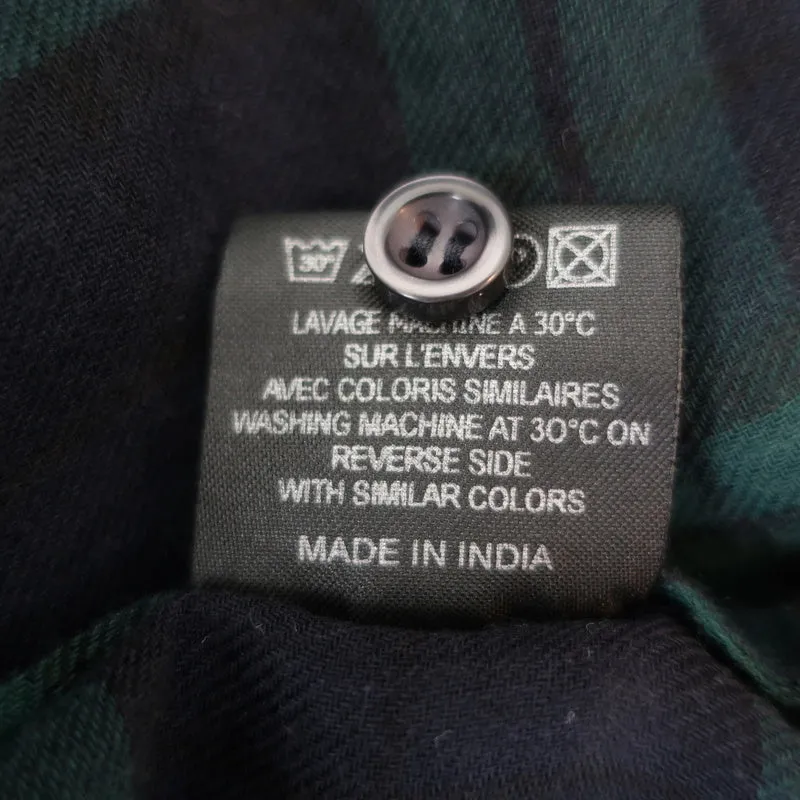 30°
LAVAGE MACHINE A 30°C
SUR L'ENVERS
AVEC COLORIS SIMILAIRES
WASHING MACHINE AT 30°C ON
REVERSE SIDE
WITH SIMILAR COLORS
MADE IN INDIA